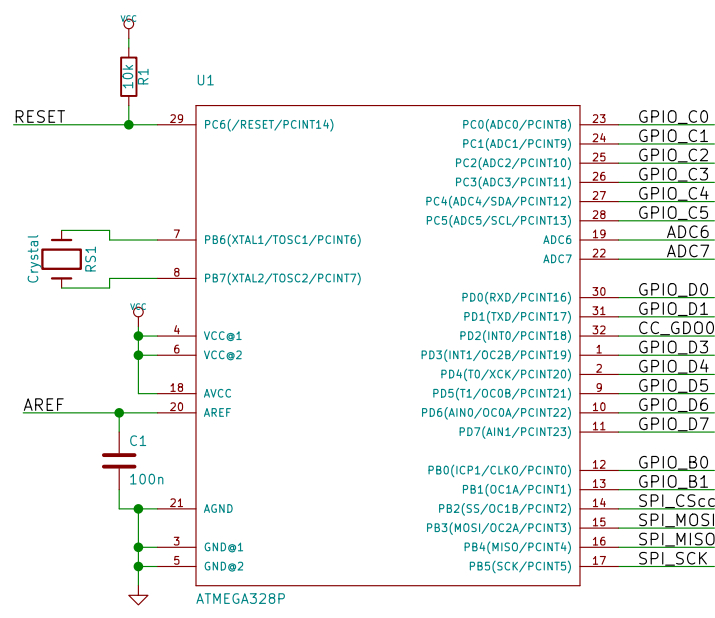 VCC
10k
R1
U1
RESET
29
PC6(/RESET/PCINT14)
PC0(ADC0/PCINT8)
23
GPIO_C0
PC1(ADC1/PCINT9)
24
GPIO_C1
PC2(ADC2/PCINT10)
25
GPIO_C2
PC3(ADC3/PCINT11)
26
GPIO_C3
PC4(ADC4/SDA/PCINT12)
27
GPIO_C4
PC5(ADC5/SCL/PCINT13)
28
GPIO_C5
Crystal
RS1
7
PB6(XTAL1/TOSC1/PCINT6)
ADC6
19
ADC6
ADC7
22
ADC7
8
PB7(XTAL2/TOSC2/PCINT7)
PD0(RXD/PCINT16)
30
GPIO_D0
VCC
PD1(TXD/PCINT17)
31
GPIO_D1
4
VCC@1
PD2(INT0/PCINT18)
32
CC_GDO0
6
VCC@2
PD3(INT1/OC2B/PCINT19)
1
GPIO_D3
PD4(T0/XCK/PCINT20)
2
GPIO_D4
18
AVCC
PD5(T1/OC0B/PCINT21)
9
GPIO_D5
AREF
20
AREF
PD6(AIN0/OC0A/PCINT22)
10
GPIO_D6
PD7(AIN1/PCINT23)
11
GPIO_D7
C1
100n
PB0(ICP1/CLKO/PCINT0)
12
GPIO_B0
PB1(OC1A/PCINT1)
13
GPIO_B1
21
AGND
PB2(SS/OC1B/PCINT2)
14
SPI_CScc
PB3(MOSI/OC2A/PCINT3)
15
SPI_MOSI
3
GND@1
PB4(MISO/PCINT4)
16
SPI_MISO
5
GND@2
PB5(SCK/PCINT5)
17
SPI_SCK
ATMEGA328P